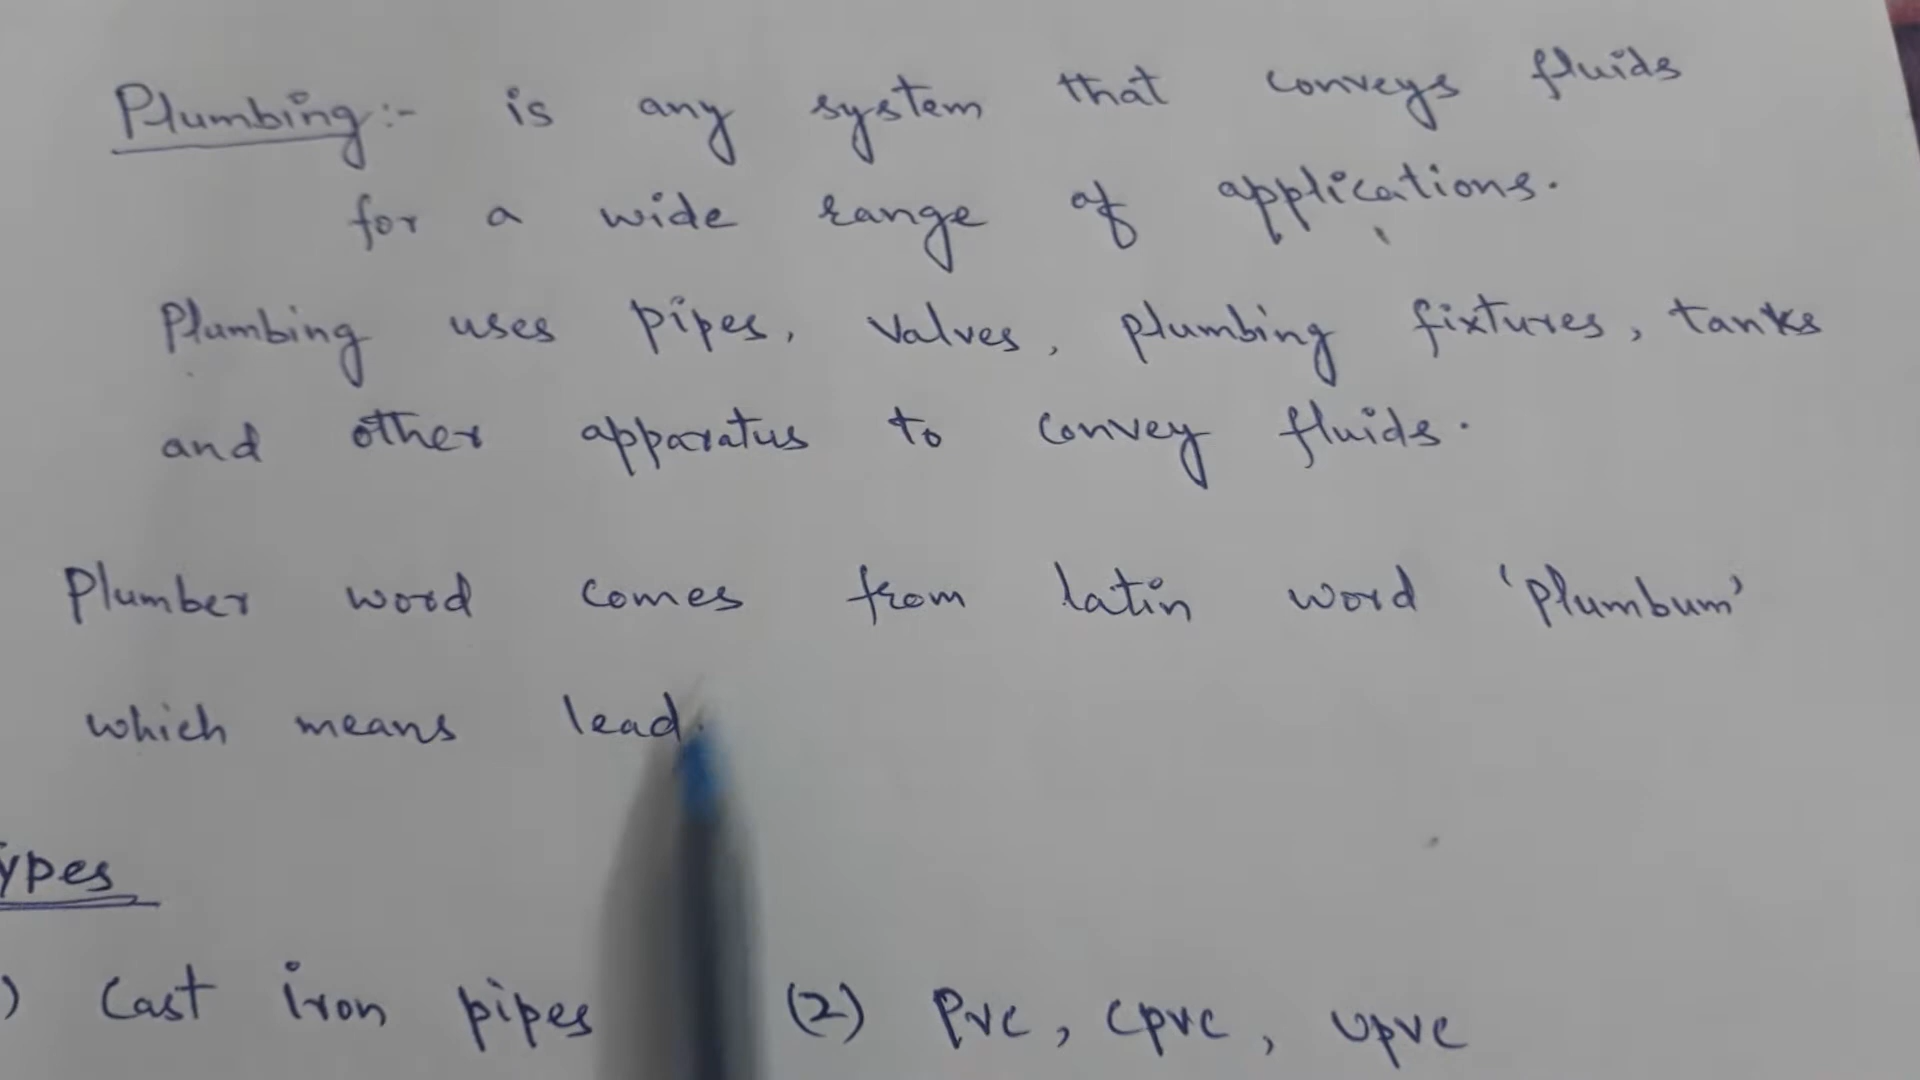 Plumbing:- is any system that conveys fluids
for a wide range of applications.
Plumbing uses pipes, valves, plumbing fixtures, tanks
and other apparatus to convey fluids.
Plumber word comes from latin word 'plumbum'
which means lead.
ypes
) Cast iron pipes (2) PVC, CPVC, UPVC